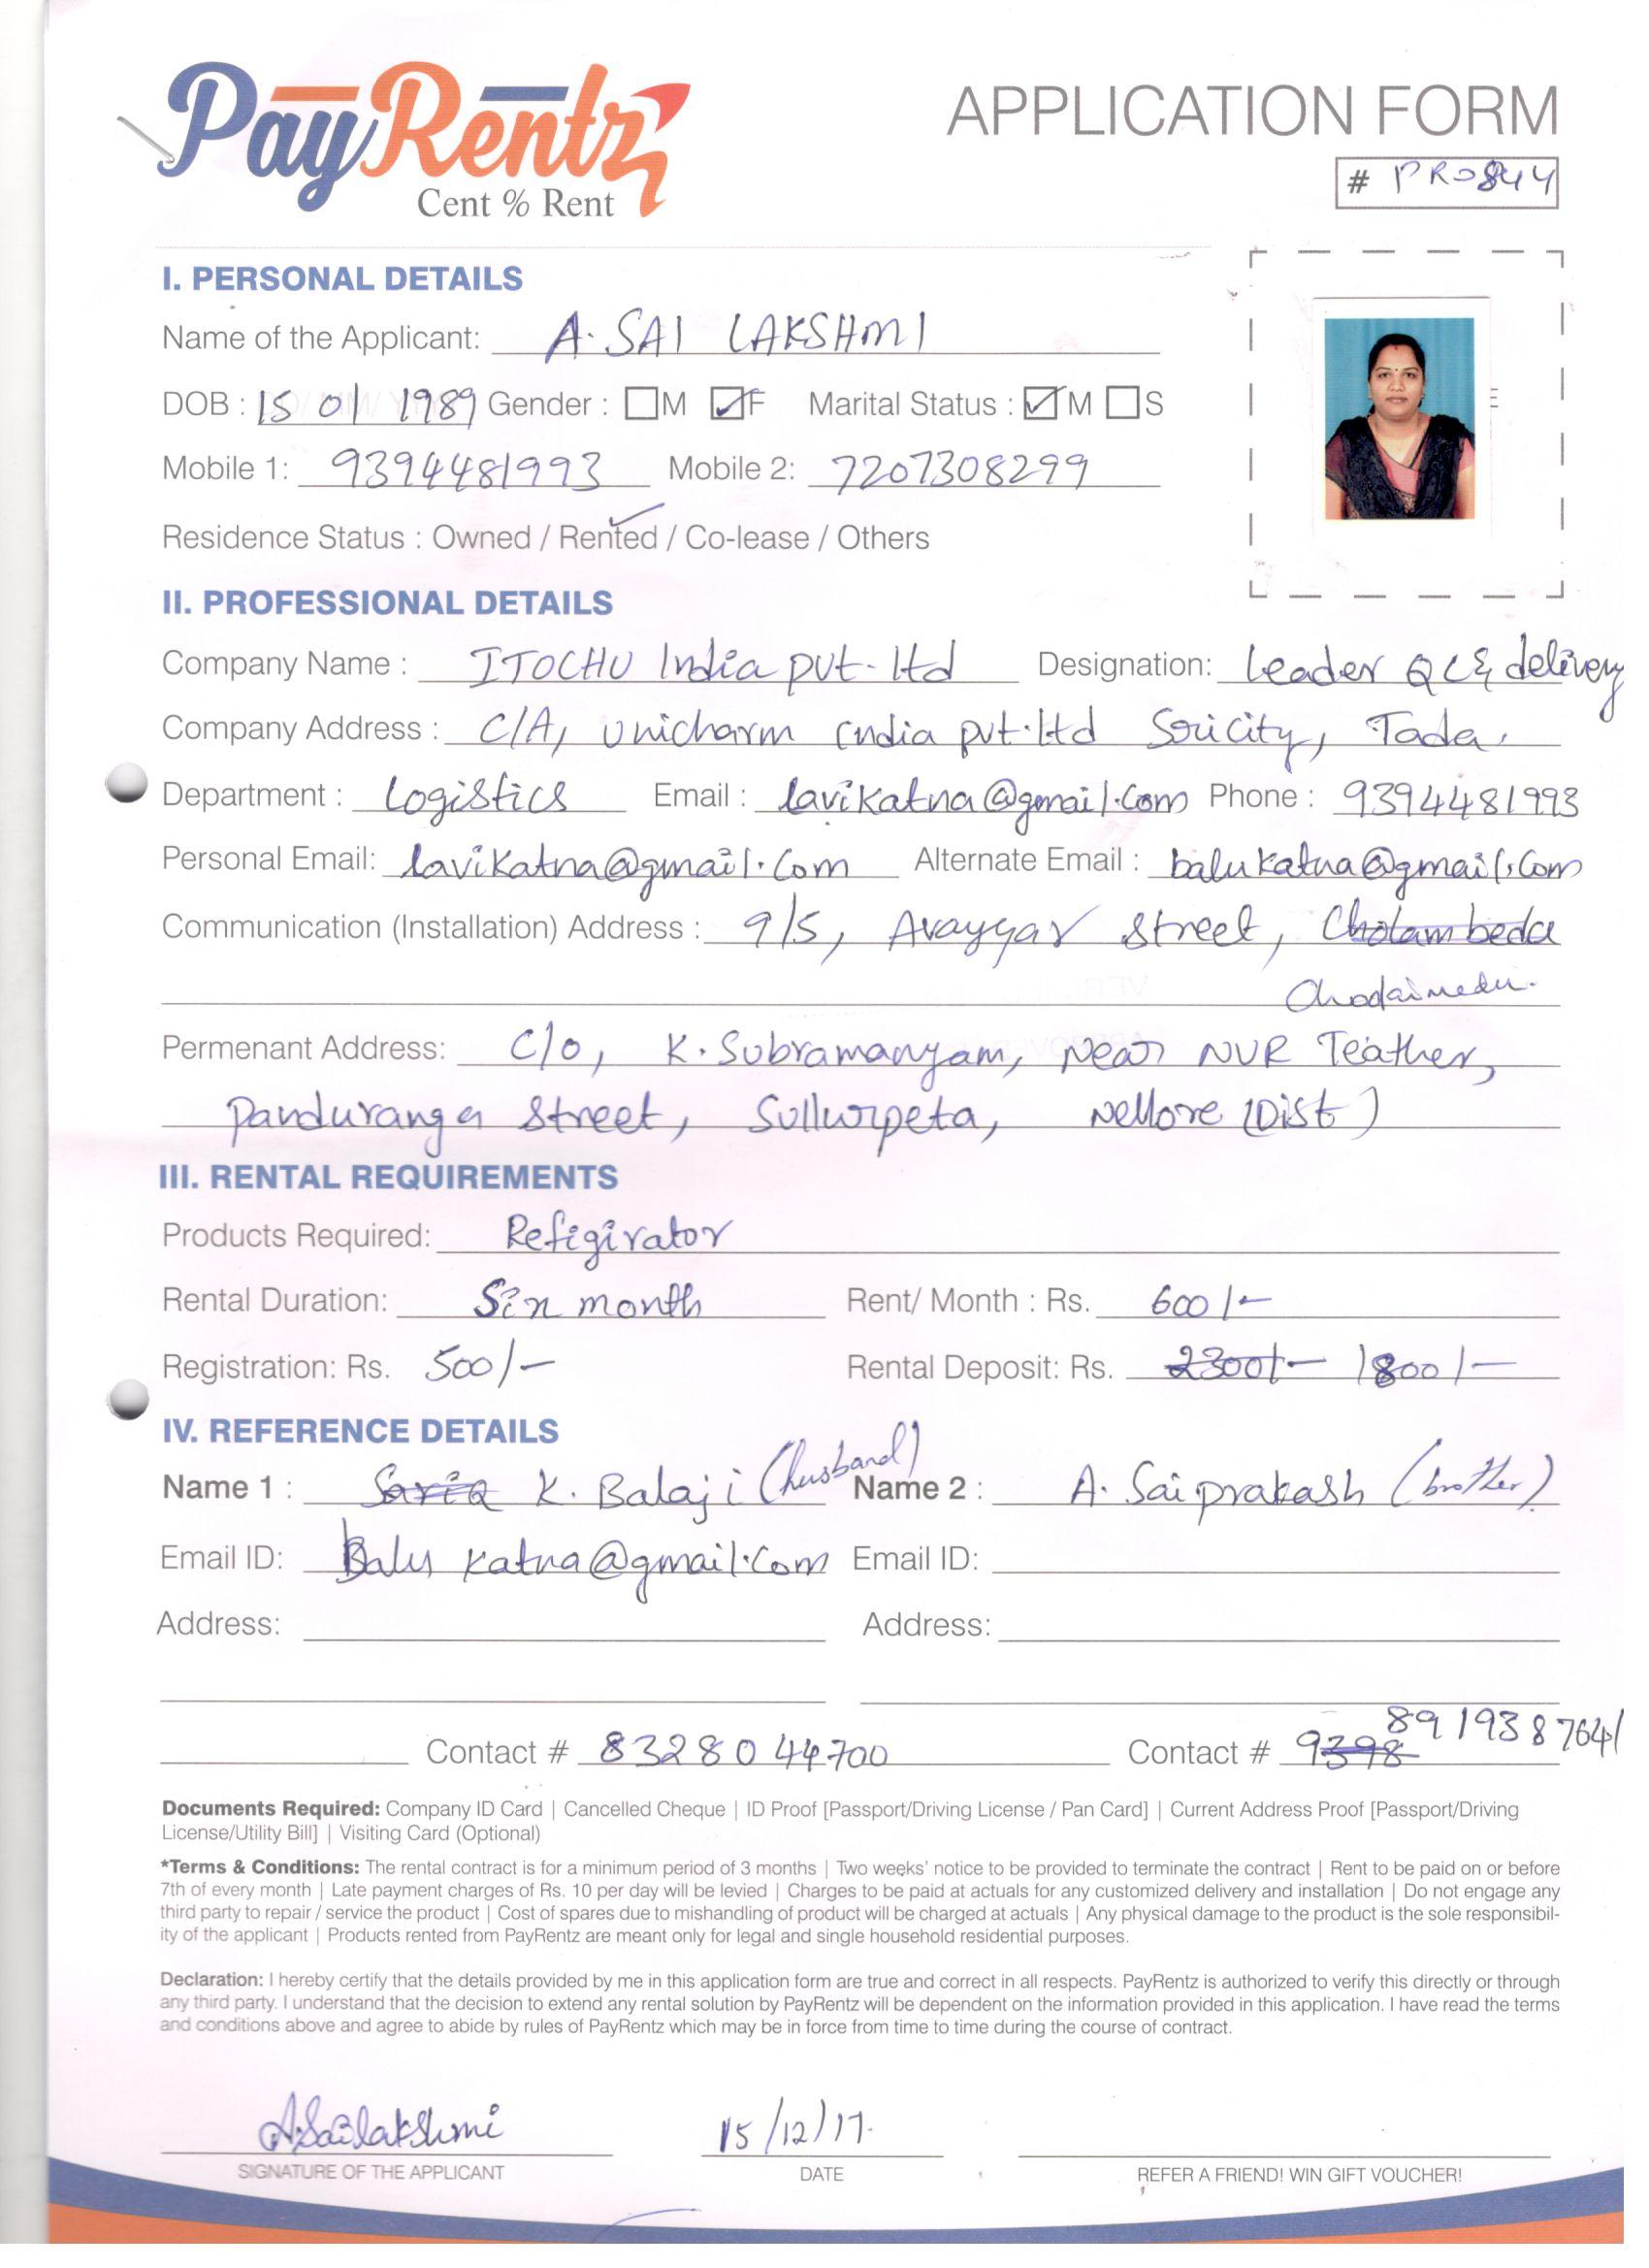 PayRentz
Cent % Rent
APPLICATION FORM
# PR0844
I. PERSONAL DETAILS
Name of the Applicant: A. SAI LAKSHMI
DOB : 15 01 1989 Gender : M F Marital Status : M S
Mobile 1: 9394481993 Mobile 2: 7207308299
Residence Status : Owned / Rented / Co-lease / Others
II. PROFESSIONAL DETAILS
Company Name : ITOCHU India pvt. ltd Designation: Leader QC & delivery
Company Address : C/A, Unicharm India pvt. ltd Sricity, Tada.
Department : Logistics Email : lavikatna@gmail.com Phone : 9394481993
Personal Email: lavikatna@gmail.com Alternate Email : balukatna@gmail.com
Communication (Installation) Address : 9/5, Avayyar Street, Cholambeda
Chodaimedu.
Permenant Address: C/o, K. Subramanyam, Near NVR Teather,
Panduranga Street, Sullurpeta, Nellore (Dist)
III. RENTAL REQUIREMENTS
Products Required: Refigirator
Rental Duration: Six month Rent/ Month : Rs. 600/-
Registration: Rs. 500/- Rental Deposit: Rs. 2300/- 1800/-
IV. REFERENCE DETAILS
Name 1 : K. Balaji (husband) Name 2 : A. Sai prakash (brother)
Email ID: Balu katna@gmail.com Email ID:
Address: Address:
Contact # 8328044700 Contact # 9398 8919387641
Documents Required: Company ID Card | Cancelled Cheque | ID Proof [Passport/Driving License / Pan Card] | Current Address Proof [Passport/Driving
License/Utility Bill] | Visiting Card (Optional)
*Terms & Conditions: The rental contract is for a minimum period of 3 months | Two weeks' notice to be provided to terminate the contract | Rent to be paid on or before
7th of every month | Late payment charges of Rs. 10 per day will be levied | Charges to be paid at actuals for any customized delivery and installation | Do not engage any
third party to repair / service the product | Cost of spares due to mishandling of product will be charged at actuals | Any physical damage to the product is the sole responsibil-
ity of the applicant | Products rented from PayRentz are meant only for legal and single household residential purposes.
Declaration: I hereby certify that the details provided by me in this application form are true and correct in all respects. PayRentz is authorized to verify this directly or through
any third party. I understand that the decision to extend any rental solution by PayRentz will be dependent on the information provided in this application. I have read the terms
and conditions above and agree to abide by rules of PayRentz which may be in force from time to time during the course of contract.
A. Sailakshmi 15/12/17.
SIGNATURE OF THE APPLICANT DATE REFER A FRIEND! WIN GIFT VOUCHER!